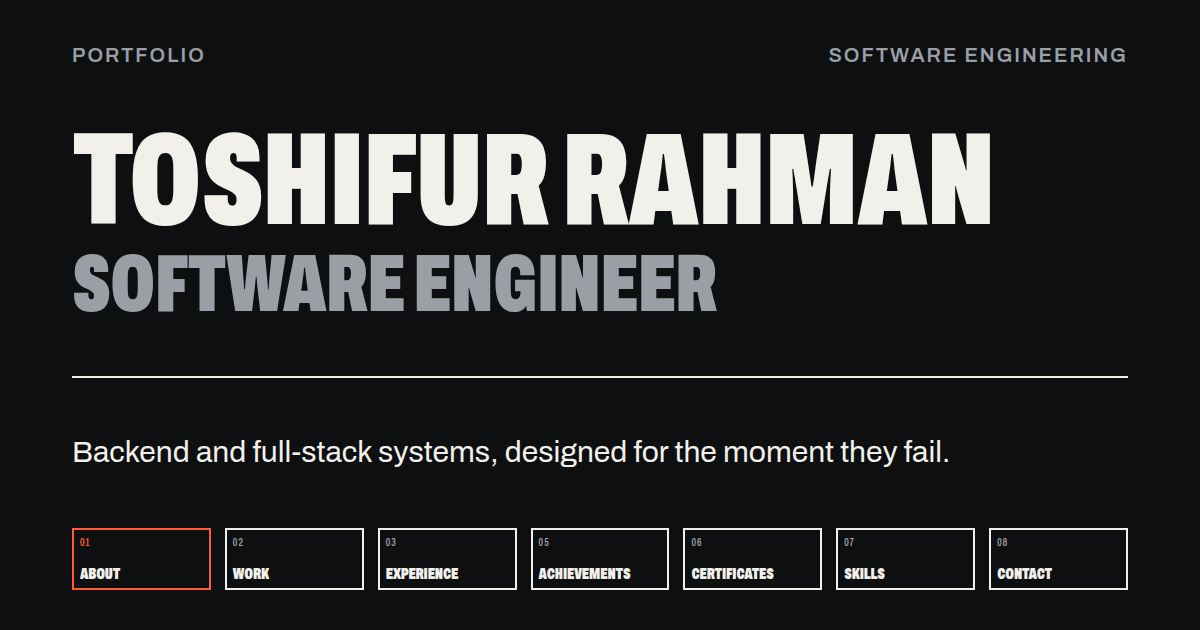 PORTFOLIO
SOFTWARE ENGINEERING
TOSHIFUR RAHMAN
SOFTWARE ENGINEER
Backend and full-stack systems, designed for the moment they fail.
01
ABOUT
02
WORK
03
EXPERIENCE
05
ACHIEVEMENTS
06
CERTIFICATES
07
SKILLS
08
CONTACT